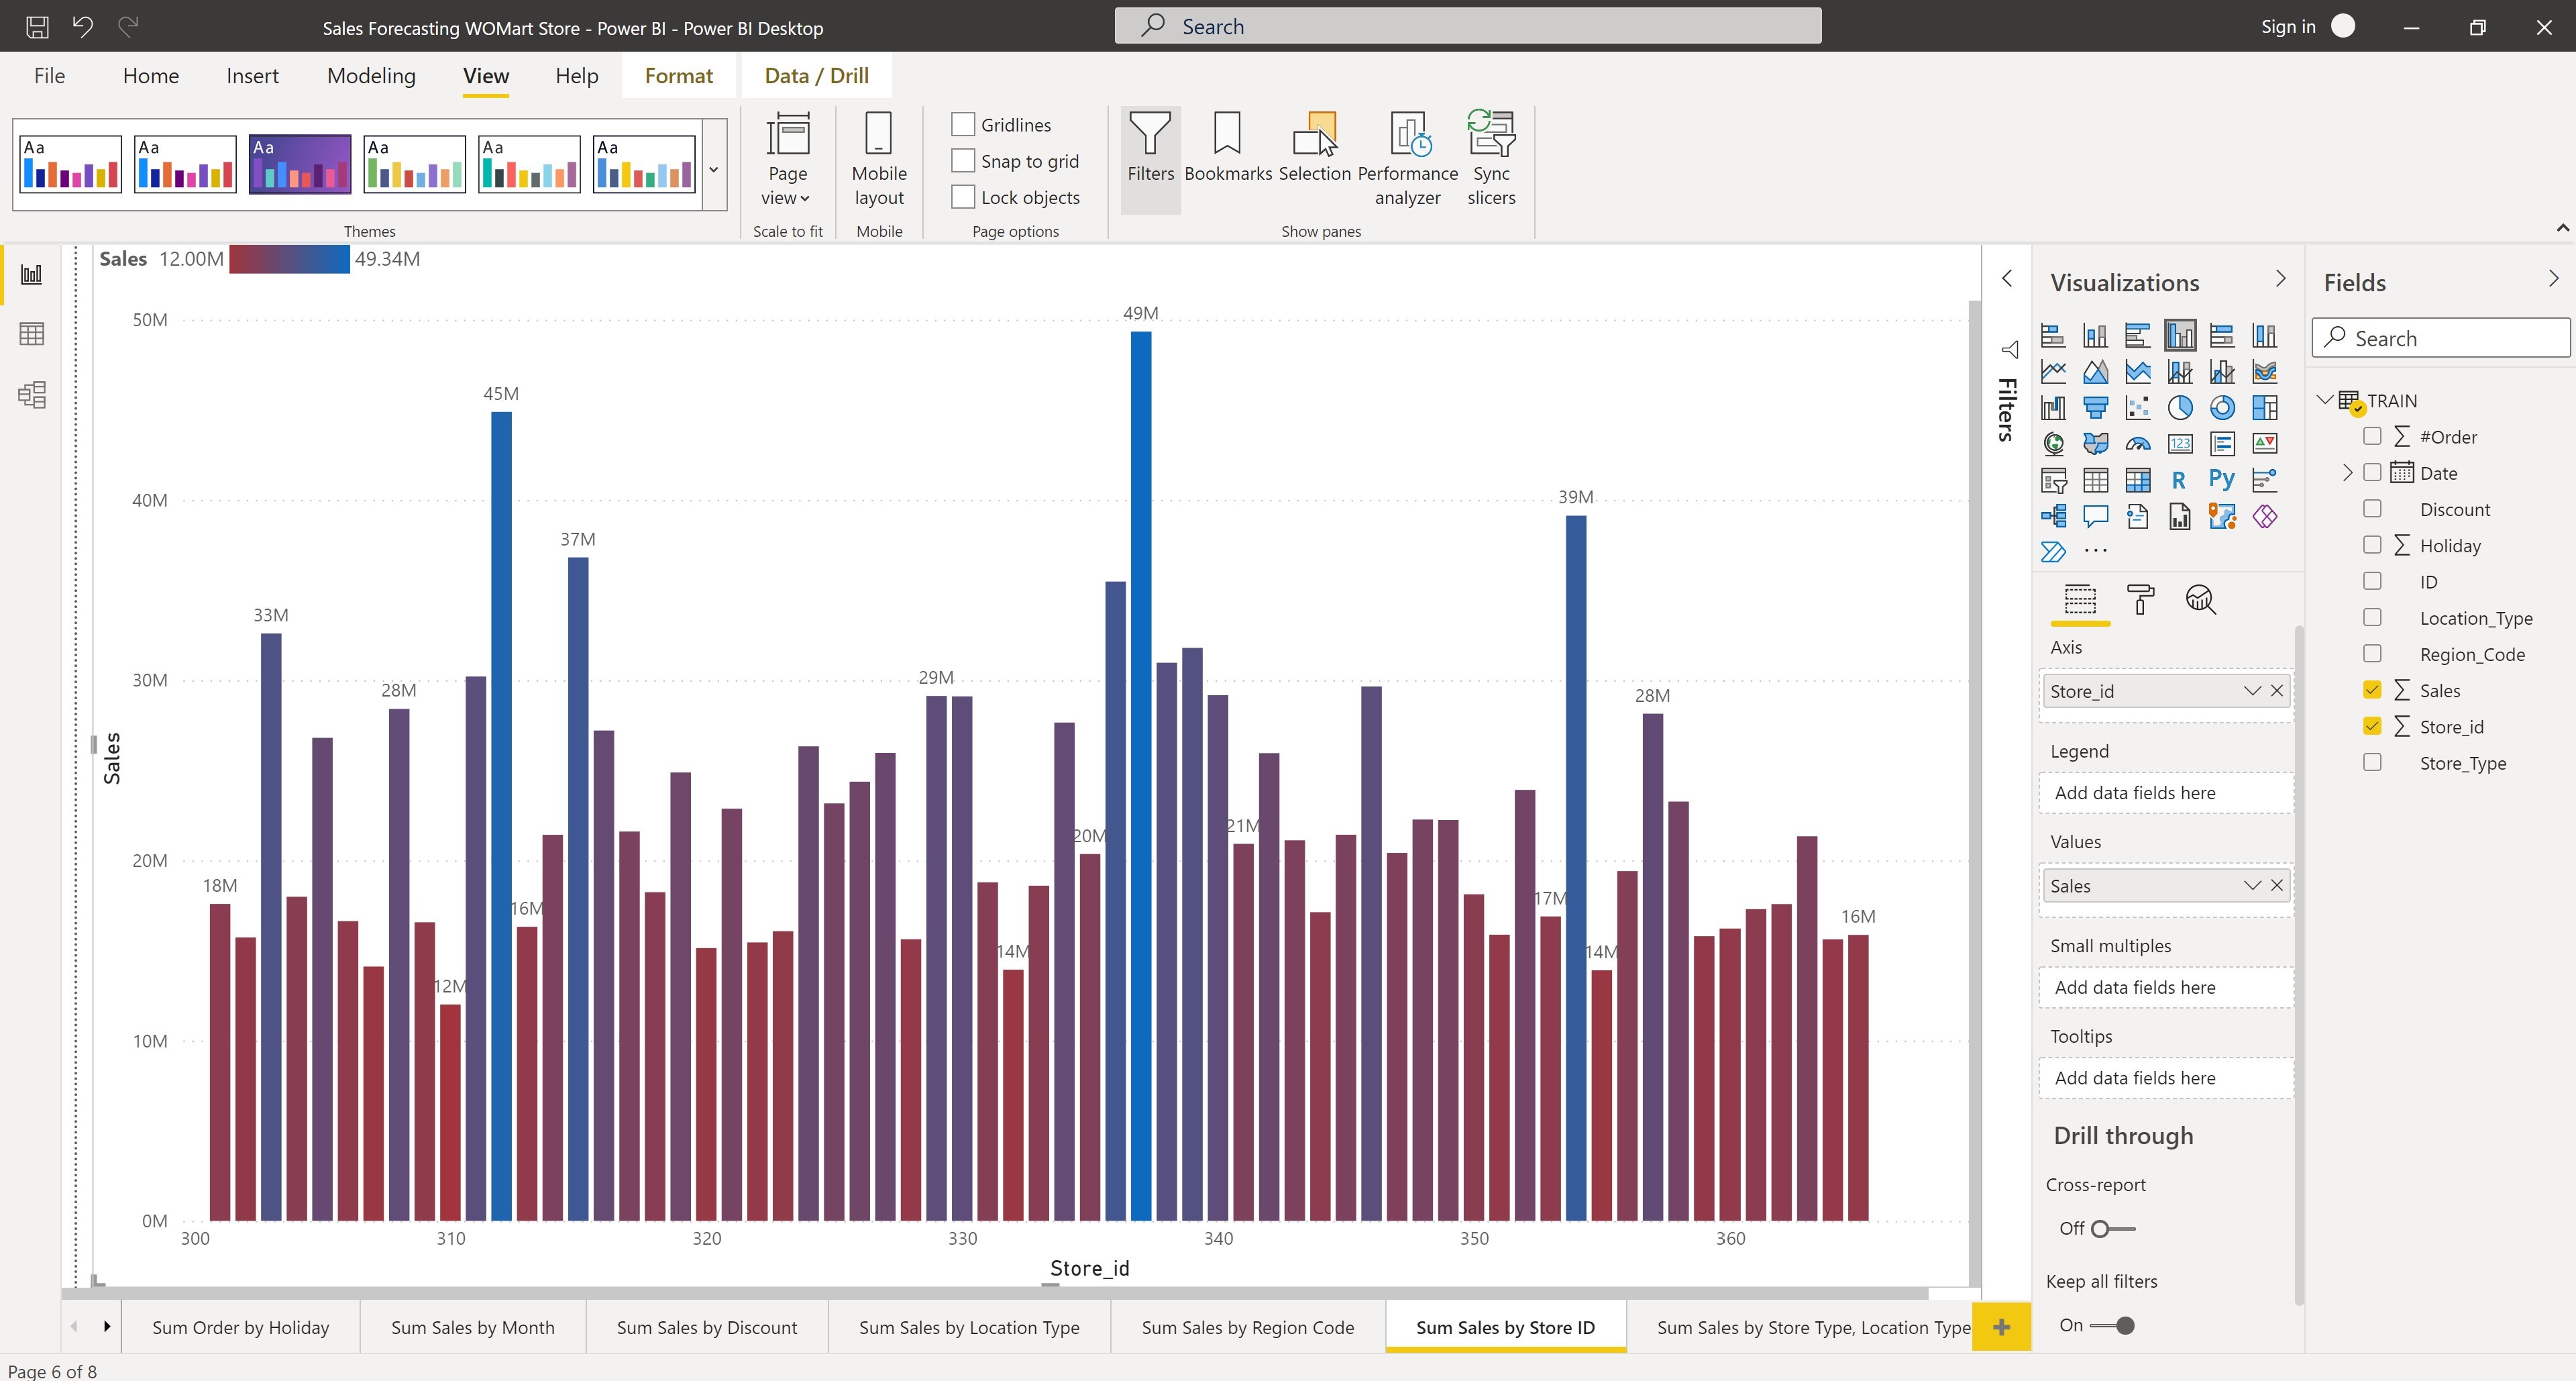 Sales Forecasting WOMart Store - Power BI - Power BI Desktop
Search
Sign in
File Home Insert Modeling View Help Format Data / Drill
Aa Aa Aa Aa Aa Aa
Page view
Mobile layout
Gridlines
Snap to grid
Lock objects
Filters
Bookmarks
Selection
Performance analyzer
Sync slicers
Themes
Scale to fit
Mobile
Page options
Show panes
Sales 12.00M 49.34M
50M
40M
30M
20M
10M
0M
Sales
18M
33M
28M
12M
45M
16M
37M
29M
14M
20M
49M
21M
17M
39M
14M
28M
16M
300 310 320 330 340 350 360
Store_id
Filters
Visualizations
123
R
Py
...
Axis
Store_id
Legend
Add data fields here
Values
Sales
Small multiples
Add data fields here
Tooltips
Add data fields here
Drill through
Cross-report
Off
Keep all filters
On
Fields
Search
TRAIN
∑ #Order
Date
Discount
∑ Holiday
ID
Location_Type
Region_Code
∑ Sales
∑ Store_id
Store_Type
Sum Order by Holiday
Sum Sales by Month
Sum Sales by Discount
Sum Sales by Location Type
Sum Sales by Region Code
Sum Sales by Store ID
Sum Sales by Store Type, Location Type
+
Page 6 of 8